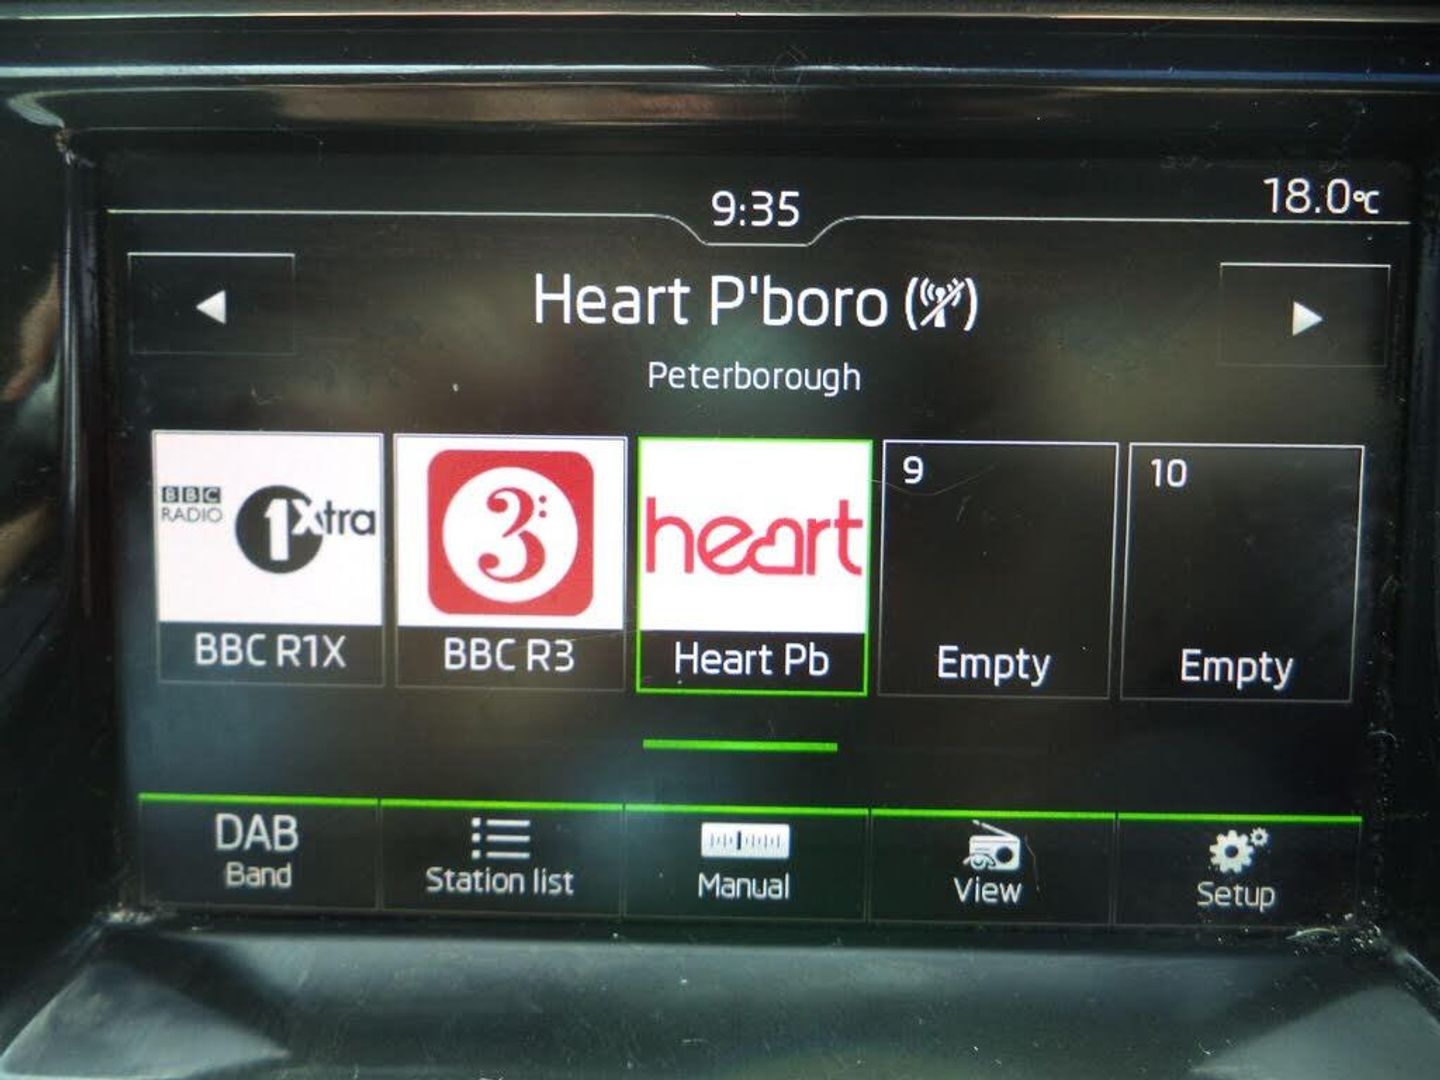 9:35
18.0°C
Heart P'boro
Peterborough
BBC
RADIO
1Xtra
BBC R1X
3
BBC R3
heart
Heart Pb
9
Empty
10
Empty
DAB
Band
Station list
Manual
View
Setup